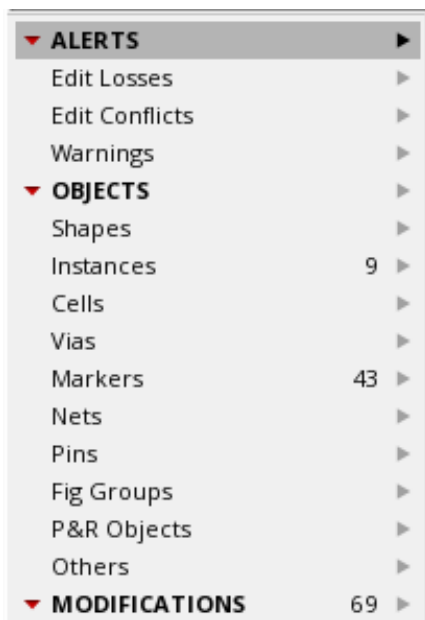 ALERTS
Edit Losses
Edit Conflicts
Warnings
OBJECTS
Shapes
Instances 9
Cells
Vias
Markers 43
Nets
Pins
Fig Groups
P&R Objects
Others
MODIFICATIONS 69